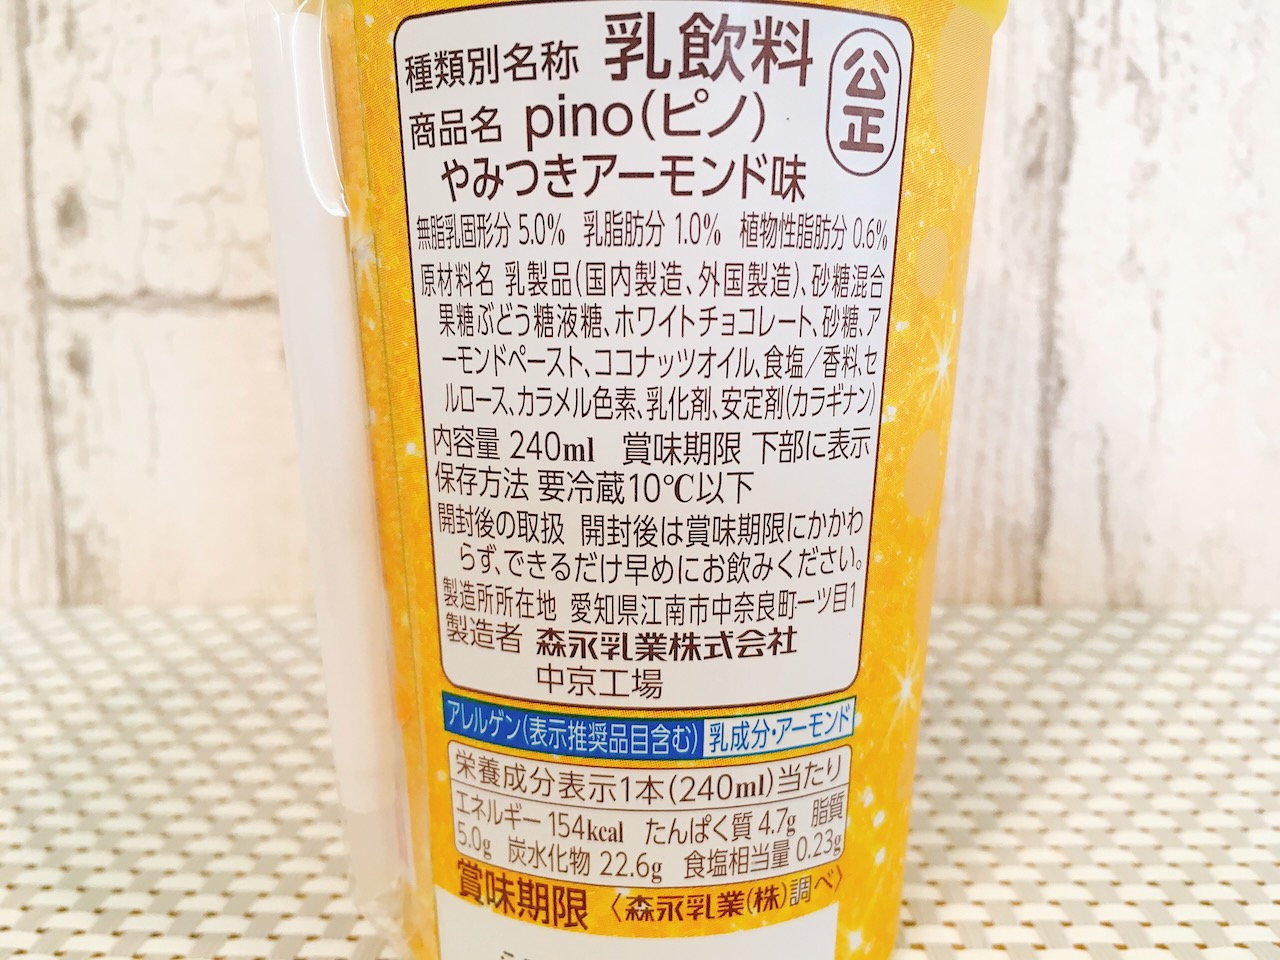 種類別名称 乳飲料
公正
商品名 pino(ピノ)
やみつきアーモンド味
無脂乳固形分 5.0% 乳脂肪分 1.0% 植物性脂肪分 0.6%
原材料名 乳製品(国内製造、外国製造)、砂糖混合
果糖ぶどう糖液糖、ホワイトチョコレート、砂糖、ア
ーモンドペースト、ココナッツオイル、食塩/香料、セ
ルロース、カラメル色素、乳化剤、安定剤(カラギナン)
内容量 240ml 賞味期限 下部に表示
保存方法 要冷蔵10℃以下
開封後の取扱 開封後は賞味期限にかかわ
らず、できるだけ早めにお飲みください。
製造所所在地 愛知県江南市中奈良町一ツ目1
製造者 森永乳業株式会社
中京工場
アレルゲン(表示推奨品目含む) 乳成分・アーモンド
栄養成分表示1本(240ml)当たり
エネルギー 154kcal たんぱく質 4.7g 脂質
5.0g 炭水化物 22.6g 食塩相当量 0.23g
賞味期限 〈森永乳業(株)調べ〉